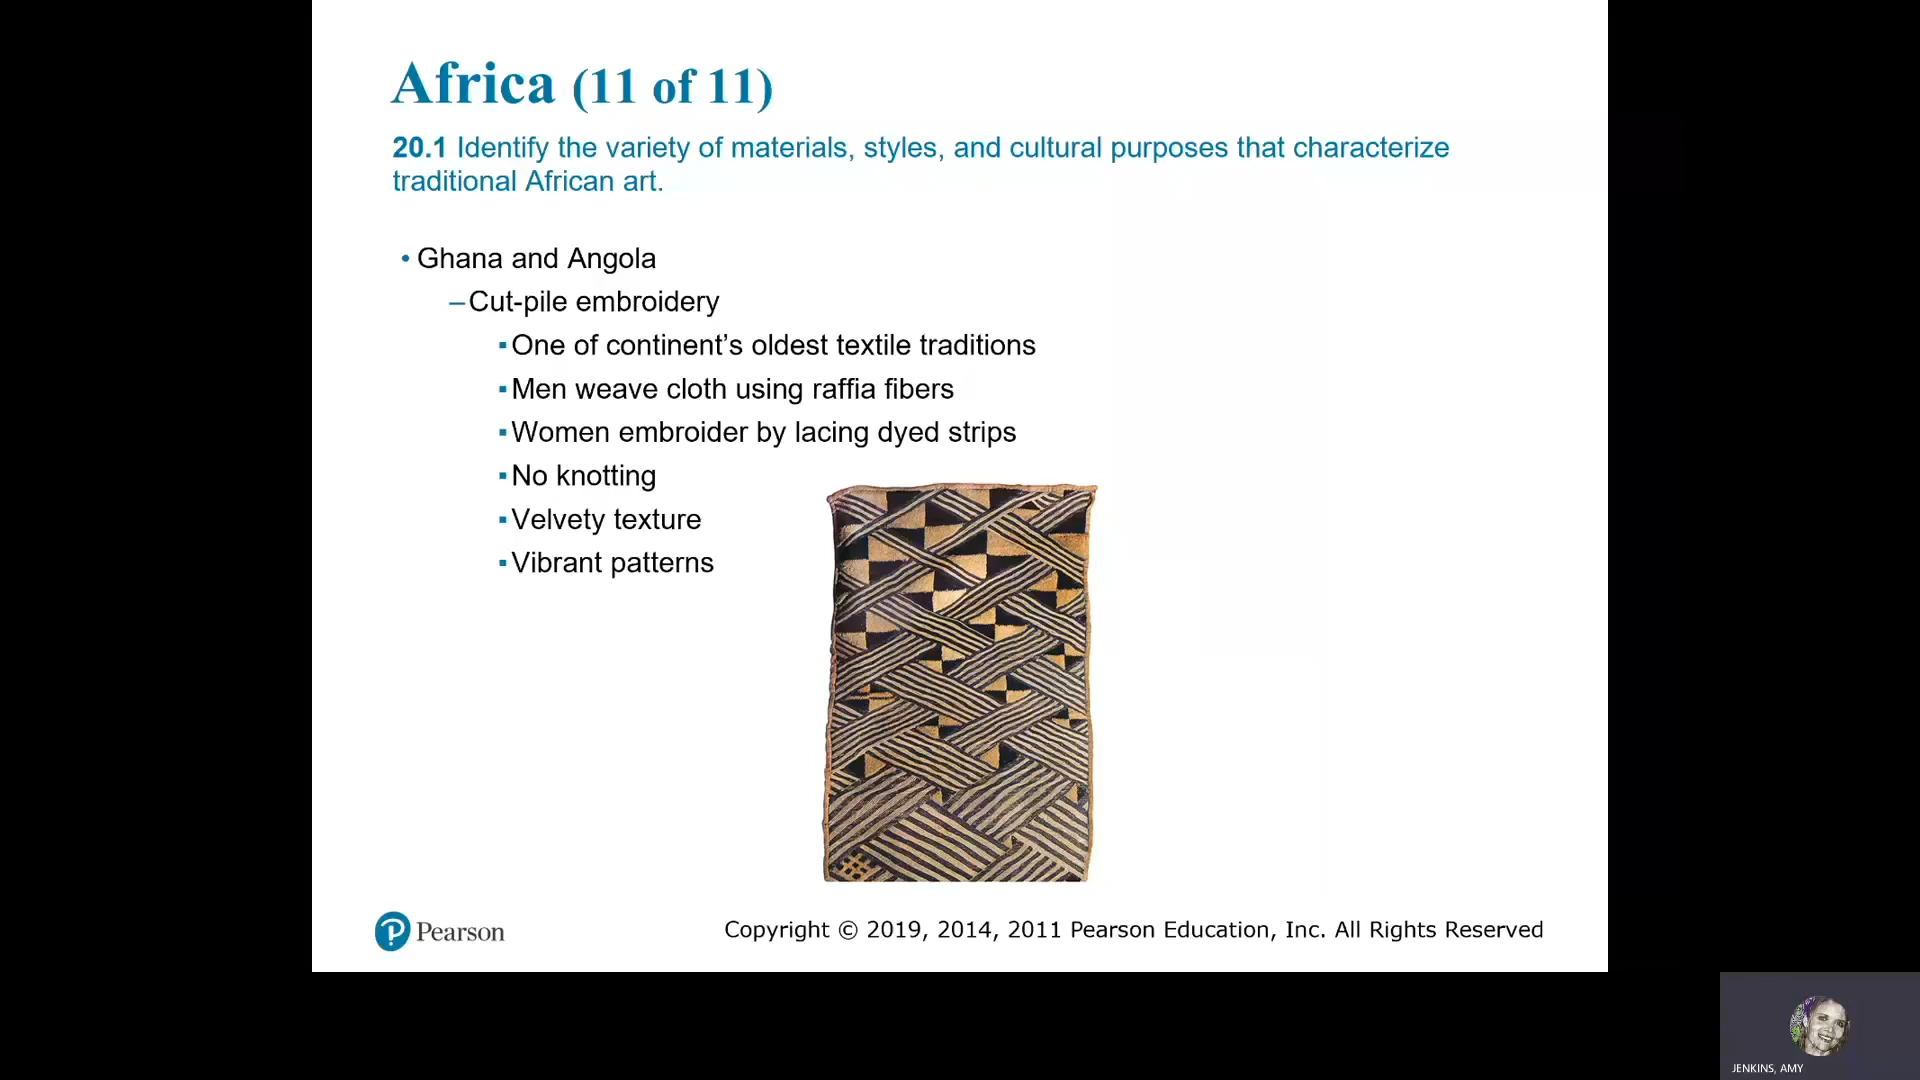 Africa (11 of 11)
20.1 Identify the variety of materials, styles, and cultural purposes that characterize
traditional African art.
• Ghana and Angola
–Cut-pile embroidery
▪One of continent’s oldest textile traditions
▪Men weave cloth using raffia fibers
▪Women embroider by lacing dyed strips
▪No knotting
▪Velvety texture
▪Vibrant patterns
Pearson
Copyright © 2019, 2014, 2011 Pearson Education, Inc. All Rights Reserved
JENKINS, AMY